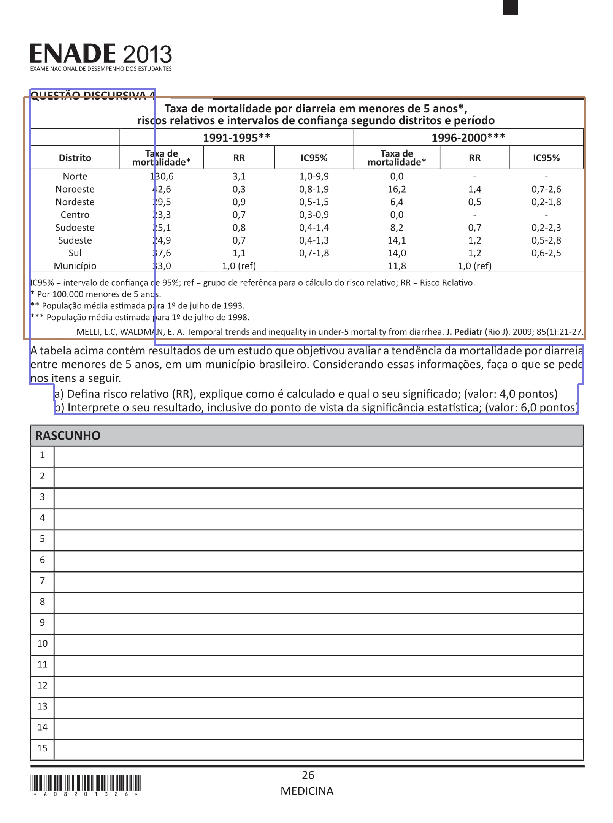 ENADE 2013
EXAME NACIONAL DE DESEMPENHO DOS ESTUDANTES
QUESTÃO DISCURSIVA 4
Taxa de mortalidade por diarreia em menores de 5 anos*,
riscos relativos e intervalos de confiança segundo distritos e período
1991-1995** 1996-2000***
Distrito Taxa de mortalidade* RR IC95% Taxa de mortalidade* RR IC95%
Norte 130,6 3,1 1,0-9,9 0,0 - -
Noroeste 42,6 0,3 0,8-1,9 16,2 1,4 0,7-2,6
Nordeste 29,5 0,9 0,5-1,5 6,4 0,5 0,2-1,8
Centro 23,3 0,7 0,3-0,9 0,0 - -
Sudoeste 25,1 0,8 0,4-1,4 8,2 0,7 0,2-2,3
Sudeste 24,9 0,7 0,4-1,3 14,1 1,2 0,5-2,8
Sul 37,6 1,1 0,7-1,8 14,0 1,2 0,6-2,5
Município 33,0 1,0 (ref) 11,8 1,0 (ref)
IC95% = intervalo de confiança de 95%; ref = grupo de referênca para o cálculo do risco relativo; RR = Risco Relativo
* Por 100.000 menores de 5 anos.
** População média estimada para 1º de julho de 1993.
*** População média estimada para 1º de julho de 1998.
MELLI, L.C, WALDMAN, E. A. Temporal trends and inequality in under-5 mortality from diarrhea. J. Pediatr (Rio J). 2009; 85(1):21-27.
A tabela acima contém resultados de um estudo que objetivou avaliar a tendência da mortalidade por diarreia
entre menores de 5 anos, em um município brasileiro. Considerando essas informações, faça o que se pede
nos itens a seguir.
a) Defina risco relativo (RR), explique como é calculado e qual o seu significado; (valor: 4,0 pontos)
b) Interprete o seu resultado, inclusive do ponto de vista da significância estatística; (valor: 6,0 pontos)
RASCUNHO
1
2
3
4
5
6
7
8
9
10
11
12
13
14
15
26
MEDICINA
*A08201326*